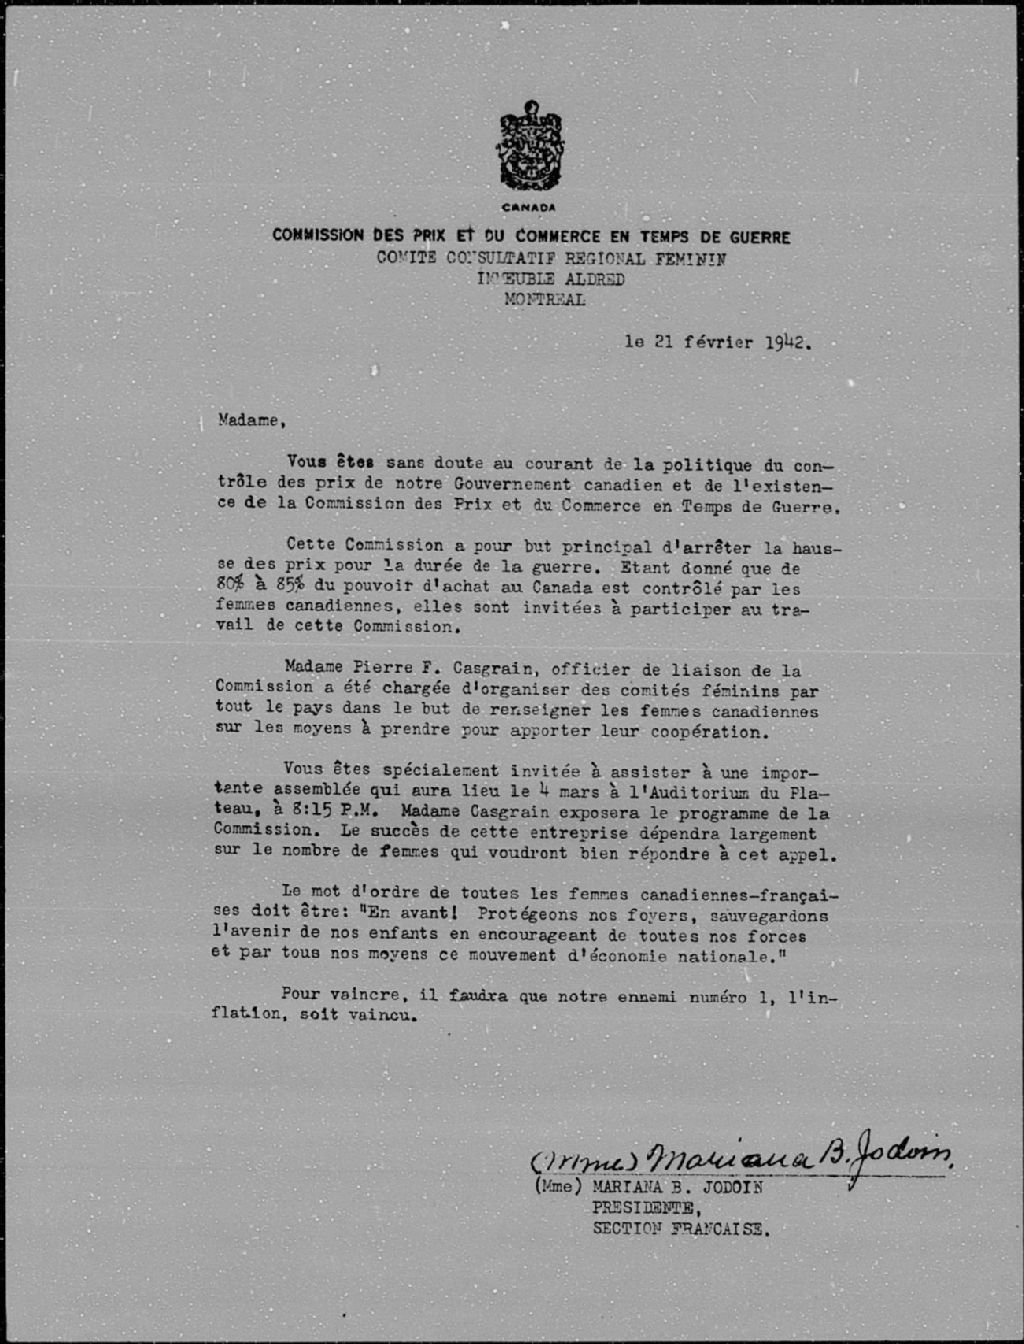 CANADA
COMMISSION DES PRIX ET DU COMMERCE EN TEMPS DE GUERRE
COMITE CONSULTATIF REGIONAL FEMININ
IMMEUBLE ALDRED
MONTREAL
le 21 février 1942.
Madame,
Vous êtes sans doute au courant de la politique du con-
trôle des prix de notre Gouvernement canadien et de l'existen-
ce de la Commission des Prix et du Commerce en Temps de Guerre.
Cette Commission a pour but principal d'arrêter la haus-
se des prix pour la durée de la guerre. Etant donné que de
80% à 85% du pouvoir d'achat au Canada est contrôlé par les
femmes canadiennes, elles sont invitées à participer au tra-
vail de cette Commission.
Madame Pierre F. Casgrain, officier de liaison de la
Commission a été chargée d'organiser des comités féminins par
tout le pays dans le but de renseigner les femmes canadiennes
sur les moyens à prendre pour apporter leur coopération.
Vous êtes spécialement invitée à assister à une impor-
tante assemblée qui aura lieu le 4 mars à l'Auditorium du Pla-
teau, à 8:15 P.M. Madame Casgrain exposera le programme de la
Commission. Le succès de cette entreprise dépendra largement
sur le nombre de femmes qui voudront bien répondre à cet appel.
Le mot d'ordre de toutes les femmes canadiennes-françai-
ses doit être: "En avant! Protégeons nos foyers, sauvegardons
l'avenir de nos enfants en encourageant de toutes nos forces
et par tous nos moyens ce mouvement d'économie nationale."
Pour vaincre, il faudra que notre ennemi numéro 1, l'in-
flation, soit vaincu.
(Mme) Mariana B. Jodoin.
(Mme) MARIANA B. JODOIN
PRESIDENTE,
SECTION FRANCAISE.